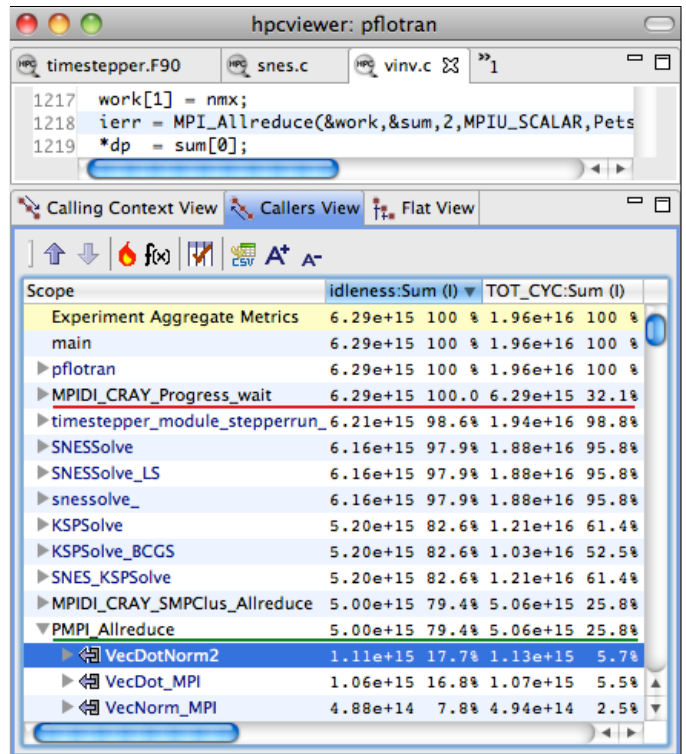 hpcviewer: pflotran
timestepper.F90 snes.c vinv.c »1
1217 work[1] = nmx;
1218 ierr = MPI_Allreduce(&work,&sum,2,MPIU_SCALAR,Pets
1219 *dp = sum[0];
Calling Context View Callers View Flat View
f(x) CSV A+ A-
Scope idleness:Sum (I) TOT_CYC:Sum (I)
Experiment Aggregate Metrics 6.29e+15 100 % 1.96e+16 100 %
main 6.29e+15 100 % 1.96e+16 100 %
pflotran 6.29e+15 100 % 1.96e+16 100 %
MPIDI_CRAY_Progress_wait 6.29e+15 100.0 6.29e+15 32.1%
timestepper_module_stepperrun_ 6.21e+15 98.6% 1.94e+16 98.8%
SNESSolve 6.16e+15 97.9% 1.88e+16 95.8%
SNESSolve_LS 6.16e+15 97.9% 1.88e+16 95.8%
snessolve_ 6.16e+15 97.9% 1.88e+16 95.8%
KSPSolve 5.20e+15 82.6% 1.21e+16 61.4%
KSPSolve_BCGS 5.20e+15 82.6% 1.03e+16 52.5%
SNES_KSPSolve 5.20e+15 82.6% 1.21e+16 61.4%
MPIDI_CRAY_SMPClus_Allreduce 5.00e+15 79.4% 5.06e+15 25.8%
PMPI_Allreduce 5.00e+15 79.4% 5.06e+15 25.8%
VecDotNorm2 1.11e+15 17.7% 1.13e+15 5.7%
VecDot_MPI 1.06e+15 16.8% 1.07e+15 5.5%
VecNorm_MPI 4.88e+14 7.8% 4.94e+14 2.5%